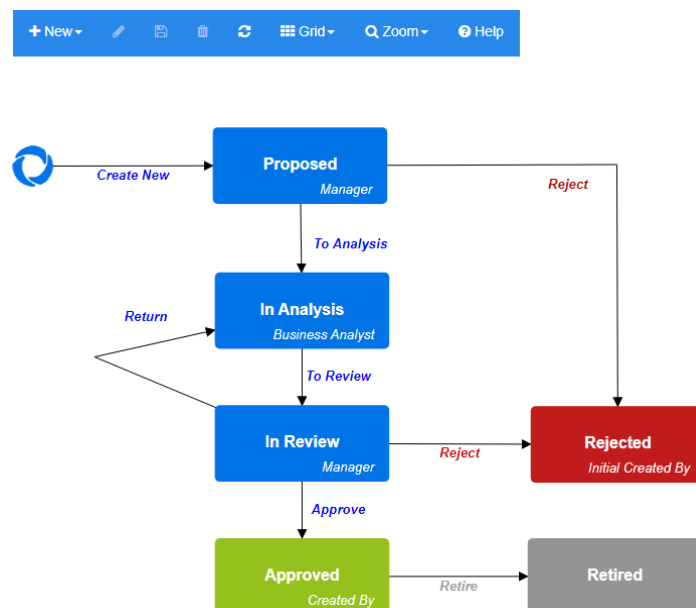 New
Grid
Zoom
Help
Proposed
Manager
Create New
Reject
To Analysis
In Analysis
Business Analyst
Return
To Review
In Review
Manager
Reject
Rejected
Initial Created By
Approve
Approved
Created By
Retire
Retired